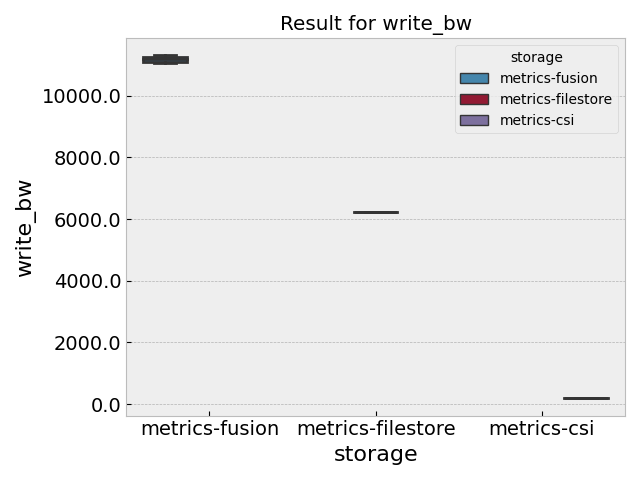 Result for write_bw
storage
metrics-fusion
metrics-filestore
metrics-csi
write_bw
10000.0
8000.0
6000.0
4000.0
2000.0
0.0
metrics-fusion
metrics-filestore
metrics-csi
storage